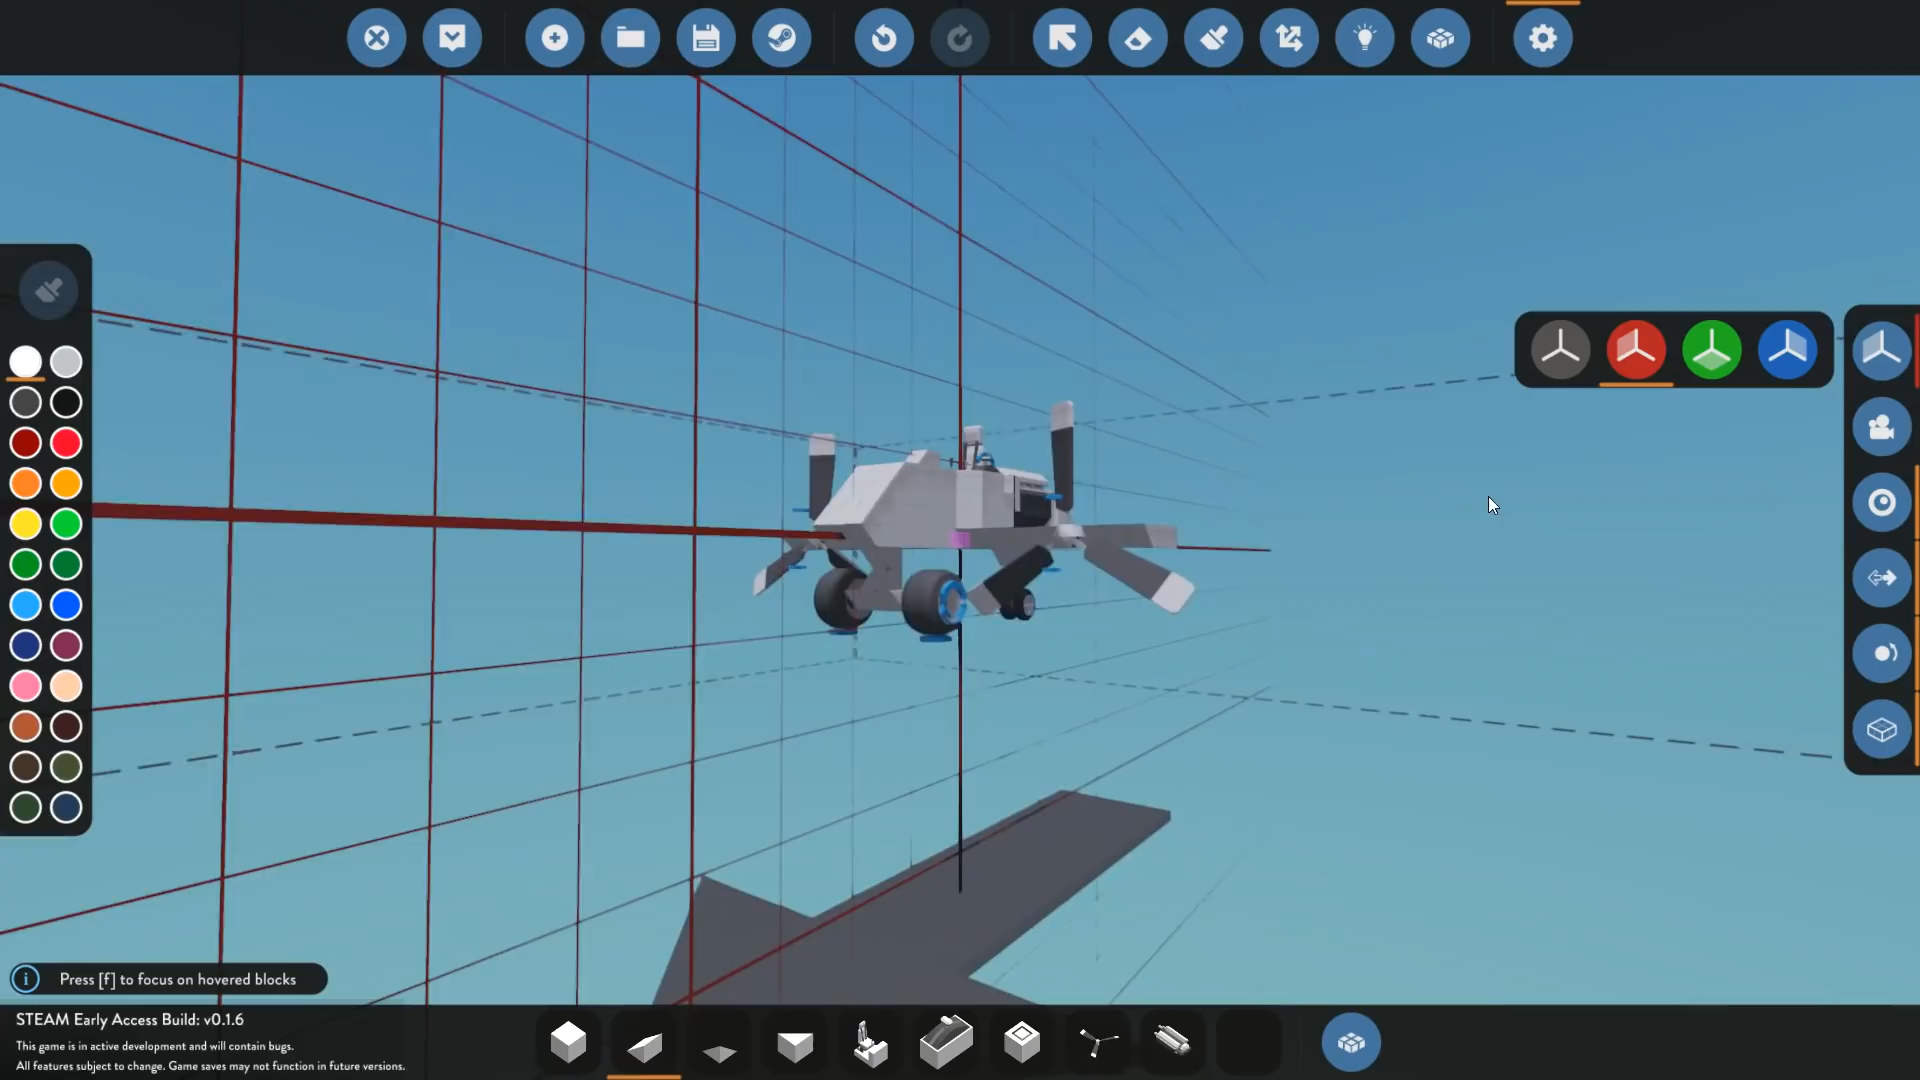 Press [f] to focus on hovered blocks
STEAM Early Access Build: v0.1.6
This game is in active development and will contain bugs.
All features subject to change. Game saves may not function in future versions.